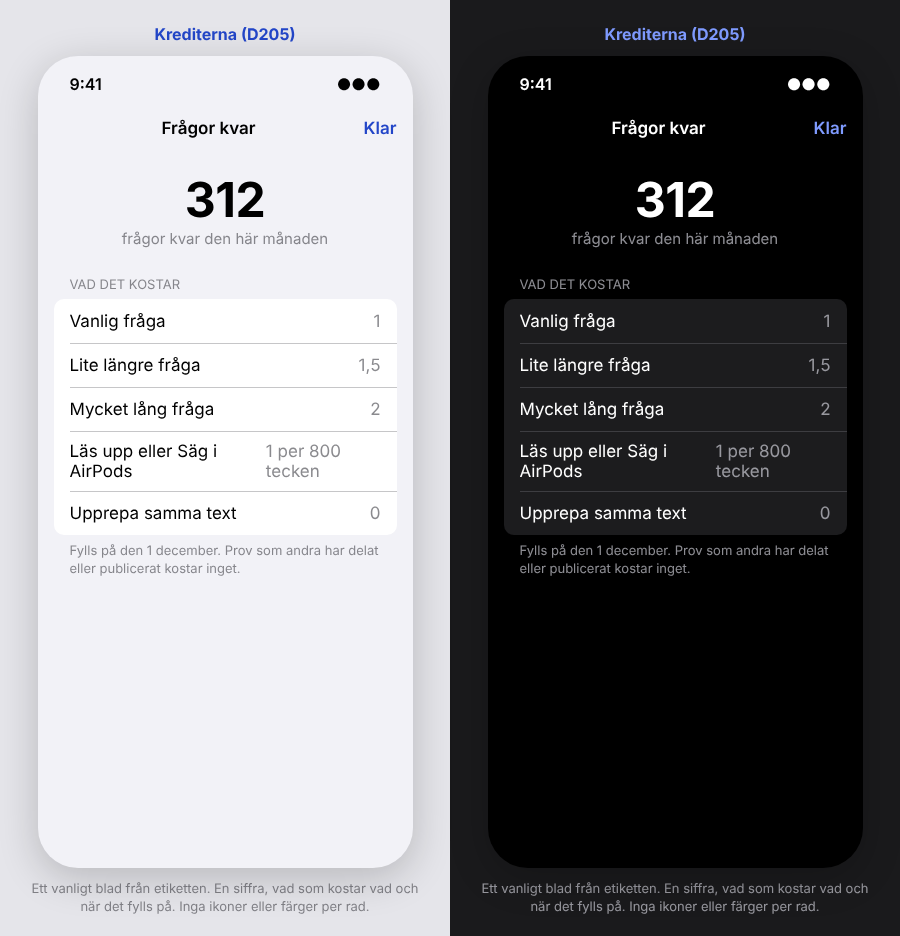 Krediterna (D205)
9:41
Frågor kvar
Klar
312
frågor kvar den här månaden
VAD DET KOSTAR
Vanlig fråga 1
Lite längre fråga 1,5
Mycket lång fråga 2
Läs upp eller Säg i 1 per 800
AirPods tecken
Upprepa samma text 0
Fylls på den 1 december. Prov som andra har delat
eller publicerat kostar inget.
Ett vanligt blad från etiketten. En siffra, vad som kostar vad och
när det fylls på. Inga ikoner eller färger per rad.
Krediterna (D205)
9:41
Frågor kvar
Klar
312
frågor kvar den här månaden
VAD DET KOSTAR
Vanlig fråga 1
Lite längre fråga 1,5
Mycket lång fråga 2
Läs upp eller Säg i 1 per 800
AirPods tecken
Upprepa samma text 0
Fylls på den 1 december. Prov som andra har delat
eller publicerat kostar inget.
Ett vanligt blad från etiketten. En siffra, vad som kostar vad och
när det fylls på. Inga ikoner eller färger per rad.